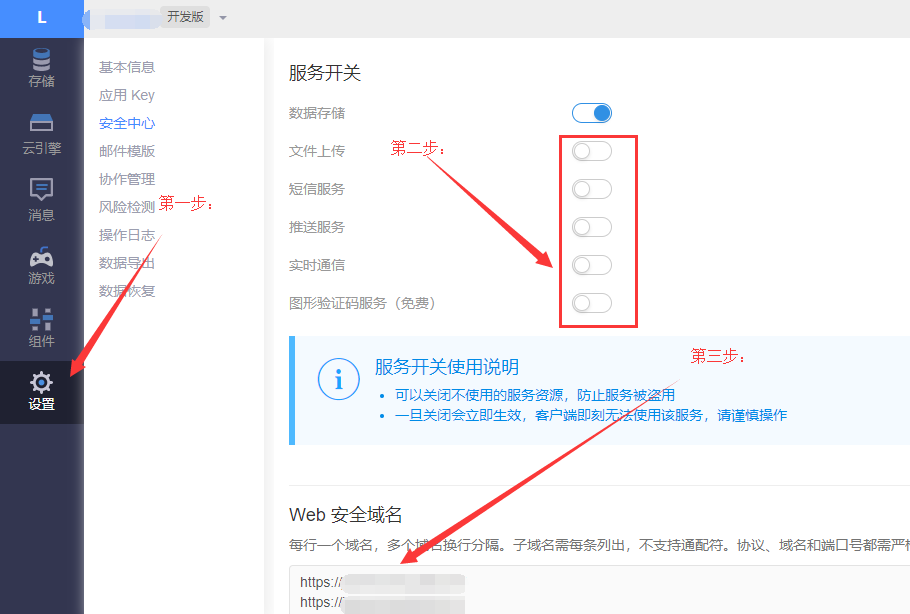 L
开发版
存储
云引擎
消息
游戏
组件
设置
基本信息
应用 Key
安全中心
邮件模版
协作管理
风险检测
操作日志
数据导出
数据恢复
第一步：
服务开关
数据存储
文件上传
短信服务
推送服务
实时通信
图形验证码服务（免费）
第二步：
服务开关使用说明
可以关闭不使用的服务资源，防止服务被盗用
一旦关闭会立即生效，客户端即刻无法使用该服务，请谨慎操作
第三步：
Web 安全域名
每行一个域名，多个域名换行分隔。子域名需每条列出，不支持通配符。协议、域名和端口号都需严格
https://
https://